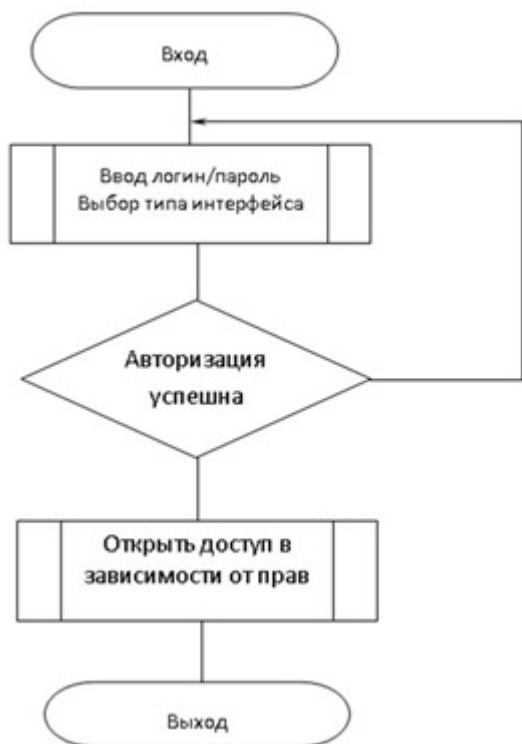 Вход
Ввод логин/пароль
Выбор типа интерфейса
Авторизация
успешна
Открыть доступ в
зависимости от прав
Выход